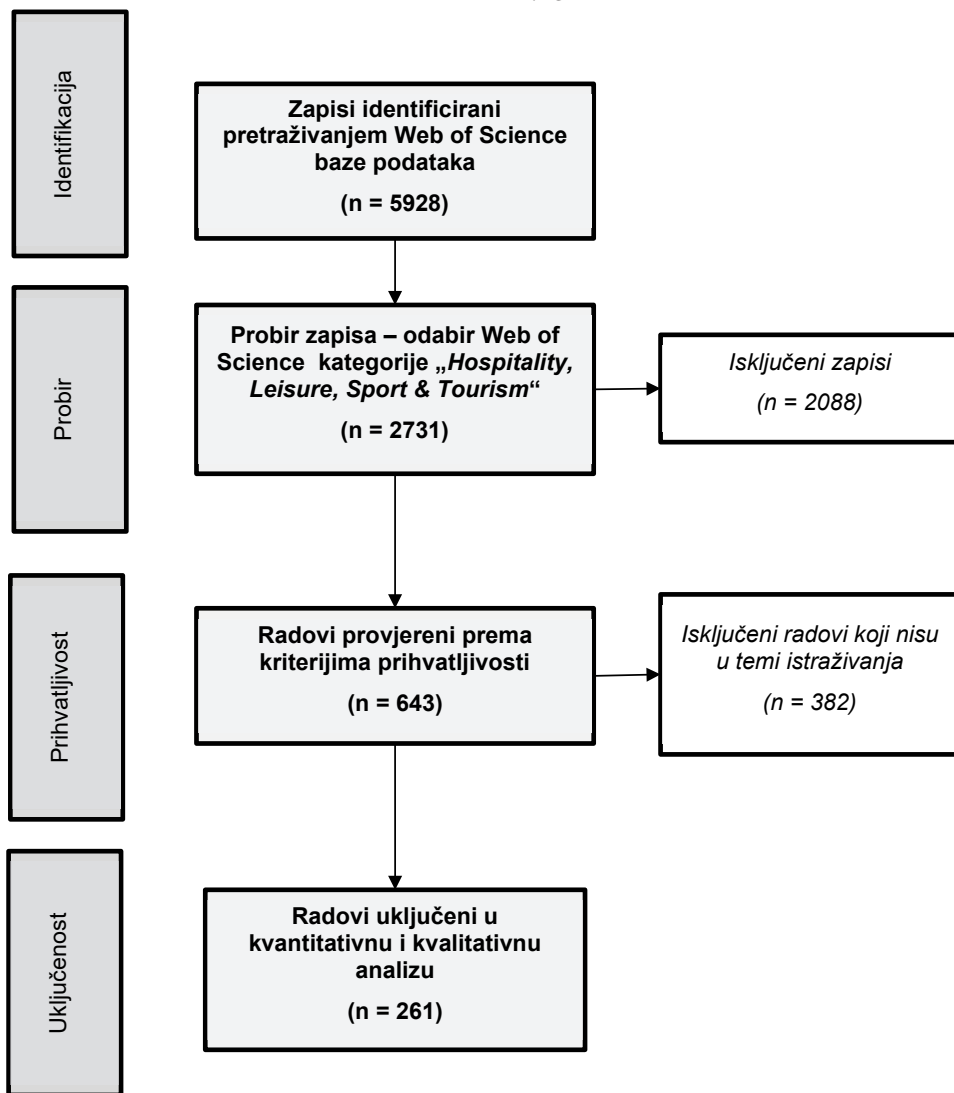 Identifikacija
Zapisi identificirani
pretraživanjem Web of Science
baze podataka
(n = 5928)
Probir
Probir zapisa – odabir Web of
Science kategorije „Hospitality,
Leisure, Sport & Tourism“
(n = 2731)
Isključeni zapisi
(n = 2088)
Prihvatljivost
Radovi provjereni prema
kriterijima prihvatljivosti
(n = 643)
Isključeni radovi koji nisu
u temi istraživanja
(n = 382)
Uključenost
Radovi uključeni u
kvantitativnu i kvalitativnu
analizu
(n = 261)